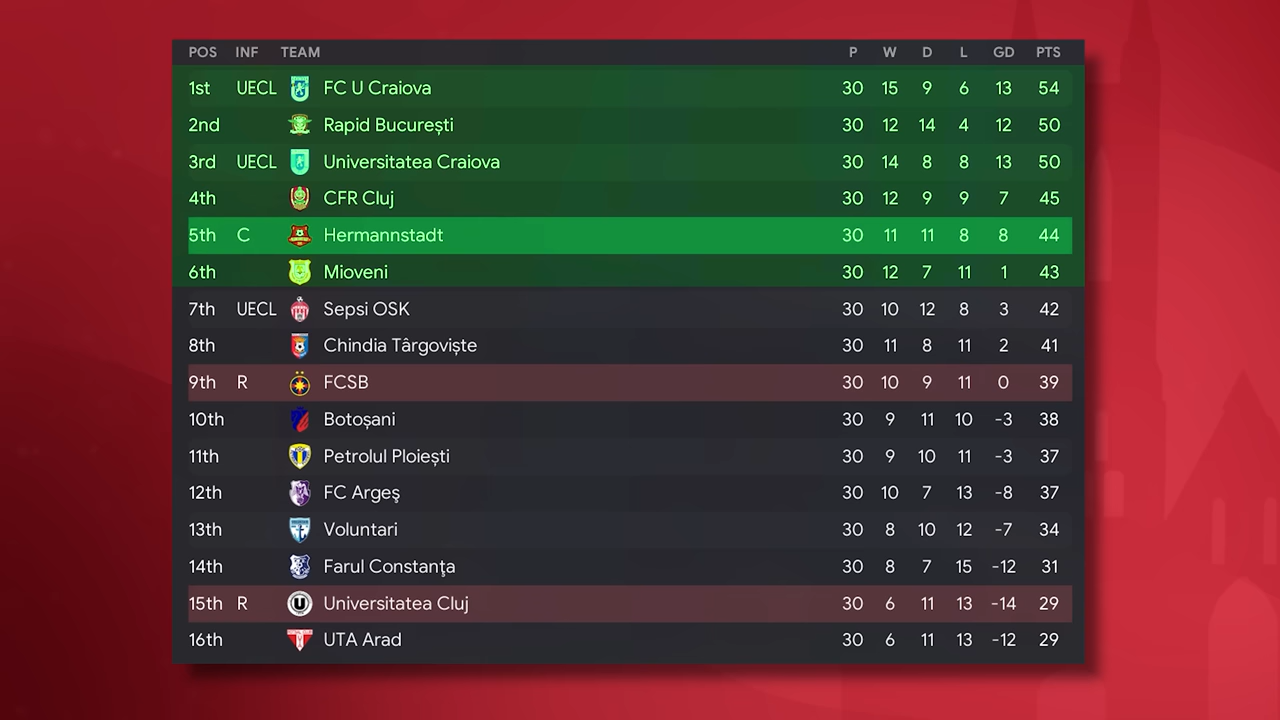 POS INF TEAM P W D L GD PTS
1st UECL FC U Craiova 30 15 9 6 13 54
2nd Rapid București 30 12 14 4 12 50
3rd UECL Universitatea Craiova 30 14 8 8 13 50
4th CFR Cluj 30 12 9 9 7 45
5th C Hermannstadt 30 11 11 8 8 44
6th Mioveni 30 12 7 11 1 43
7th UECL Sepsi OSK 30 10 12 8 3 42
8th Chindia Târgoviște 30 11 8 11 2 41
9th R FCSB 30 10 9 11 0 39
10th Botoșani 30 9 11 10 -3 38
11th Petrolul Ploiești 30 9 10 11 -3 37
12th FC Argeş 30 10 7 13 -8 37
13th Voluntari 30 8 10 12 -7 34
14th Farul Constanţa 30 8 7 15 -12 31
15th R Universitatea Cluj 30 6 11 13 -14 29
16th UTA Arad 30 6 11 13 -12 29